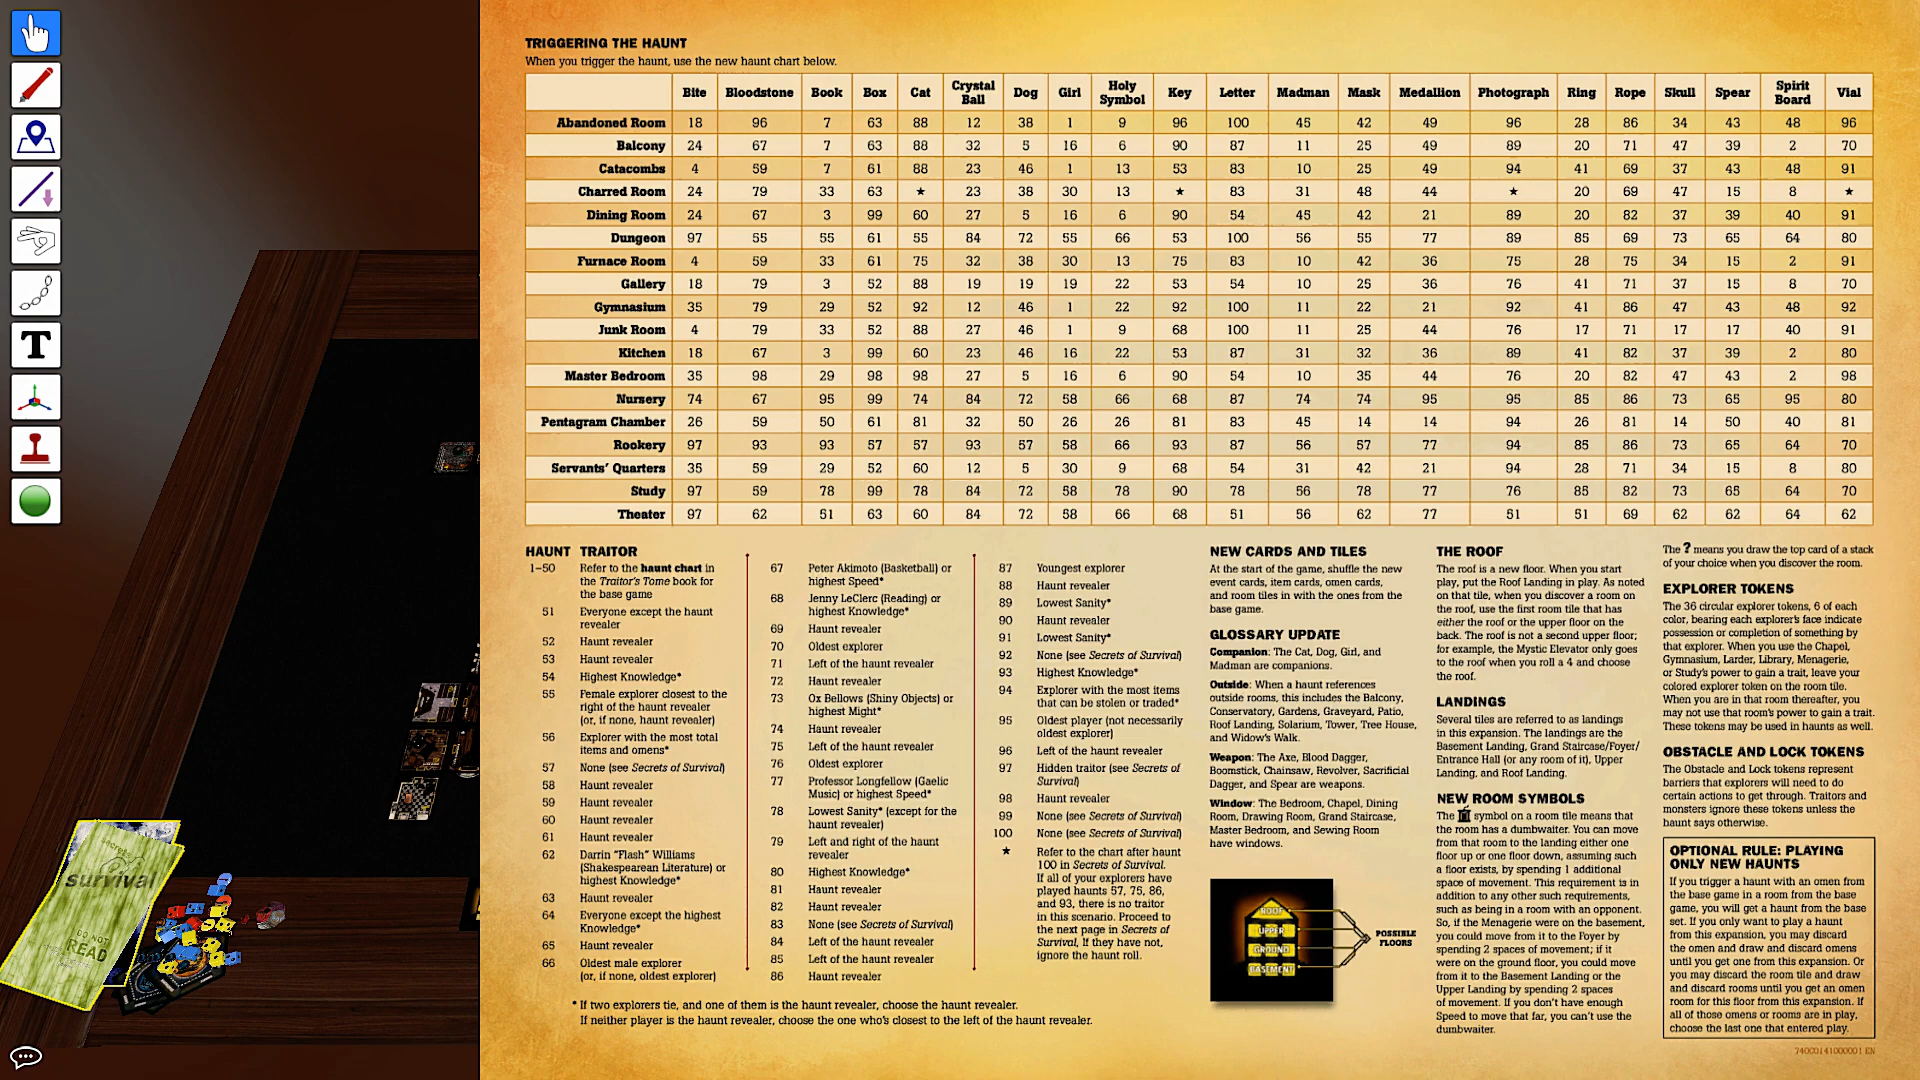 TRIGGERING THE HAUNT
When you trigger the haunt, use the new haunt chart below.
Bite Bloodstone Book Box Cat Crystal Ball Dog Girl Holy Symbol Key Letter Madman Mask Medallion Photograph Ring Rope Skull Spear Spirit Board Vial
Abandoned Room 18 96 7 63 88 12 38 1 9 96 100 45 42 49 96 28 86 34 43 48 96
Balcony 24 67 7 63 88 32 5 16 6 90 87 11 25 49 89 20 71 47 39 2 70
Catacombs 4 59 7 61 88 23 46 1 13 53 83 10 25 49 94 41 69 37 43 48 91
Charred Room 24 79 33 63 ★ 23 38 30 13 ★ 83 31 48 44 ★ 20 69 47 15 8 ★
Dining Room 24 67 3 99 60 27 5 16 6 90 54 45 42 21 89 20 82 37 39 40 91
Dungeon 97 55 55 61 55 84 72 55 66 53 100 56 55 77 89 85 69 73 65 64 80
Furnace Room 4 59 33 61 75 32 38 30 13 75 83 10 42 36 75 28 75 34 15 2 91
Gallery 18 79 3 52 88 19 19 19 22 53 54 10 25 36 76 41 71 37 15 8 70
Gymnasium 35 79 29 52 92 12 46 1 22 92 100 11 22 21 92 41 86 47 43 48 92
Junk Room 4 79 33 52 88 27 46 1 9 68 100 11 25 44 76 17 71 17 17 40 91
Kitchen 18 67 3 99 60 23 46 16 22 53 87 31 32 36 89 41 82 37 39 2 80
Master Bedroom 35 98 29 98 98 27 5 16 6 90 54 10 35 44 76 20 82 47 43 2 98
Nursery 74 67 95 99 74 84 72 58 66 68 87 74 74 95 95 85 86 73 65 95 80
Pentagram Chamber 26 59 50 61 81 32 50 26 26 81 83 45 14 14 94 26 81 14 50 40 81
Rookery 97 93 93 57 57 93 57 58 66 93 87 56 57 77 94 85 86 73 65 64 70
Servants' Quarters 35 59 29 52 60 12 5 30 9 68 54 31 42 21 94 28 71 34 15 8 80
Study 97 59 78 99 78 84 72 58 78 90 78 56 78 77 76 85 82 73 65 64 70
Theater 97 62 51 63 60 84 72 58 66 68 51 56 62 77 51 51 69 62 62 64 62
HAUNT TRAITOR
1–50 Refer to the haunt chart in
the Traitor's Tome book for
the base game
51 Everyone except the haunt
revealer
52 Haunt revealer
53 Haunt revealer
54 Highest Knowledge*
55 Female explorer closest to the
right of the haunt revealer
(or, if none, haunt revealer)
56 Explorer with the most total
items and omens*
57 None (see Secrets of Survival)
58 Haunt revealer
59 Haunt revealer
60 Haunt revealer
61 Haunt revealer
62 Darrin "Flash" Williams
(Shakespearean Literature) or
highest Knowledge*
63 Haunt revealer
64 Everyone except the highest
Knowledge*
65 Haunt revealer
66 Oldest male explorer
(or, if none, oldest explorer)
67 Peter Akimoto (Basketball) or
highest Speed*
68 Jenny LeClerc (Reading) or
highest Knowledge*
69 Haunt revealer
70 Oldest explorer
71 Left of the haunt revealer
72 Haunt revealer
73 Ox Bellows (Shiny Objects) or
highest Might*
74 Haunt revealer
75 Left of the haunt revealer
76 Oldest explorer
77 Professor Longfellow (Gaelic
Music) or highest Speed*
78 Lowest Sanity* (except for the
haunt revealer)
79 Left and right of the haunt
revealer
80 Highest Knowledge*
81 Haunt revealer
82 Haunt revealer
83 None (see Secrets of Survival)
84 Left of the haunt revealer
85 Left of the haunt revealer
86 Haunt revealer
87 Youngest explorer
88 Haunt revealer
89 Lowest Sanity*
90 Haunt revealer
91 Lowest Sanity*
92 None (see Secrets of Survival)
93 Highest Knowledge*
94 Explorer with the most items
that can be stolen or traded*
95 Oldest player (not necessarily
oldest explorer)
96 Left of the haunt revealer
97 Hidden traitor (see Secrets of
Survival)
98 Haunt revealer
99 None (see Secrets of Survival)
100 None (see Secrets of Survival)
★ Refer to the chart after haunt
100 in Secrets of Survival.
If all of your explorers have
played haunts 57, 75, 86,
and 93, there is no traitor
in this scenario. Proceed to
the next page in Secrets of
Survival, If they have not,
ignore the haunt roll.
* If two explorers tie, and one of them is the haunt revealer, choose the haunt revealer.
If neither player is the haunt revealer, choose the one who's closest to the left of the haunt revealer.
NEW CARDS AND TILES
At the start of the game, shuffle the new
event cards, item cards, omen cards,
and room tiles in with the ones from the
base game.
GLOSSARY UPDATE
Companion: The Cat, Dog, Girl, and
Madman are companions.
Outside: When a haunt references
outside rooms, this includes the Balcony,
Conservatory, Gardens, Graveyard, Patio,
Roof Landing, Solarium, Tower, Tree House,
and Widow's Walk.
Weapon: The Axe, Blood Dagger,
Boomstick, Chainsaw, Revolver, Sacrificial
Dagger, and Spear are weapons.
Window: The Bedroom, Chapel, Dining
Room, Drawing Room, Grand Staircase,
Master Bedroom, and Sewing Room
have windows.
ROOF
UPPER
GROUND
BASEMENT
POSSIBLE
FLOORS
THE ROOF
The roof is a new floor. When you start
play, put the Roof Landing in play. As noted
on that tile, when you discover a room on
the roof, use the first room tile that has
either the roof or the upper floor on the
back. The roof is not a second upper floor;
for example, the Mystic Elevator only goes
to the roof when you roll a 4 and choose
the roof.
LANDINGS
Several tiles are referred to as landings
in this expansion. The landings are the
Basement Landing, Grand Staircase/Foyer/
Entrance Hall (or any room of it), Upper
Landing, and Roof Landing.
NEW ROOM SYMBOLS
The symbol on a room tile means that
the room has a dumbwaiter. You can move
from that room to the landing either one
floor up or one floor down, assuming such
a floor exists, by spending 1 additional
space of movement. This requirement is in
addition to any other such requirements,
such as being in a room with an opponent.
So, if the Menagerie were on the basement,
you could move from it to the Foyer by
spending 2 spaces of movement; if it
were on the ground floor, you could move
from it to the Basement Landing or the
Upper Landing by spending 2 spaces
of movement. If you don't have enough
Speed to move that far, you can't use the
dumbwaiter.
The ? means you draw the top card of a stack
of your choice when you discover the room.
EXPLORER TOKENS
The 36 circular explorer tokens, 6 of each
color, bearing each explorer's face indicate
possession or completion of something by
that explorer. When you use the Chapel,
Gymnasium, Larder, Library, Menagerie,
or Study's power to gain a trait, leave your
colored explorer token on the room tile.
When you are in that room thereafter, you
may not use that room's power to gain a trait.
These tokens may be used in haunts as well.
OBSTACLE AND LOCK TOKENS
The Obstacle and Lock tokens represent
barriers that explorers will need to do
certain actions to get through. Traitors and
monsters ignore these tokens unless the
haunt says otherwise.
OPTIONAL RULE: PLAYING
ONLY NEW HAUNTS
If you trigger a haunt with an omen from
the base game in a room from the base
game, you will get a haunt from the base
set. If you only want to play a haunt
from this expansion, you may discard
the omen and draw and discard omens
until you get one from this expansion. Or
you may discard the room tile and draw
and discard rooms until you get an omen
room for this floor from this expansion. If
all of those omens or rooms are in play,
choose the last one that entered play.
740C0141000001 EN
T
secrets
of
survival
DO NOT
READ